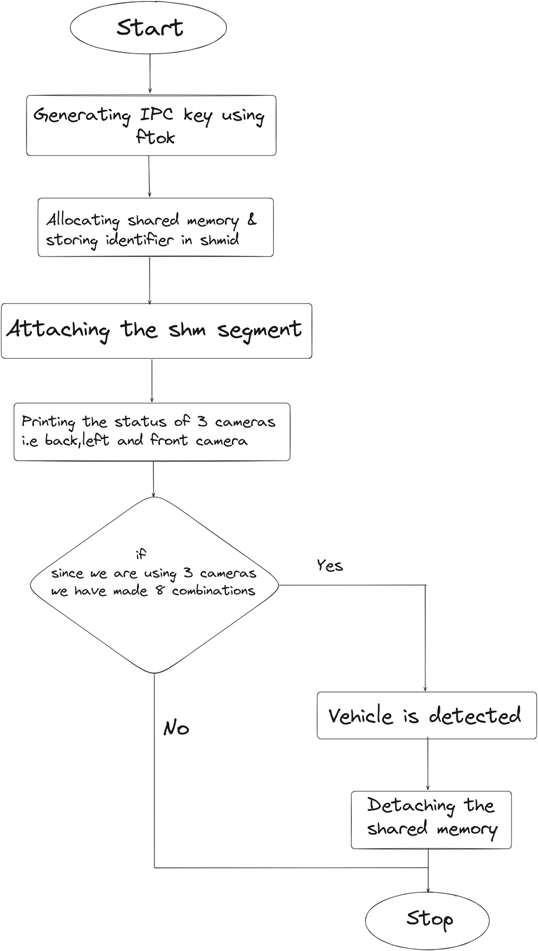 Start
Generating IPC key using
ftok
Allocating shared memory &
storing identifier in shmid
Attaching the shm segment
Printing the status of 3 cameras
i.e back,left and front camera
if
since we are using 3 cameras
we have made 8 combinations
Yes
Vehicle is detected
No
Detaching the
shared memory
Stop